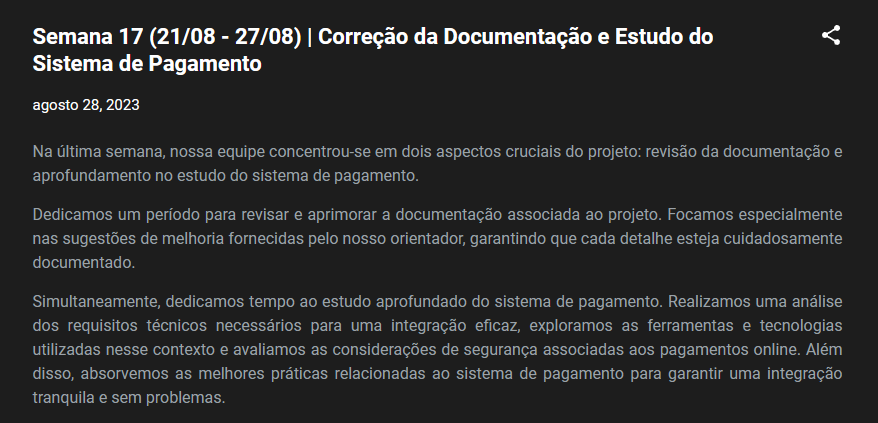 Semana 17 (21/08 - 27/08) | Correção da Documentação e Estudo do
Sistema de Pagamento
agosto 28, 2023
Na última semana, nossa equipe concentrou-se em dois aspectos cruciais do projeto: revisão da documentação e
aprofundamento no estudo do sistema de pagamento.
Dedicamos um período para revisar e aprimorar a documentação associada ao projeto. Focamos especialmente
nas sugestões de melhoria fornecidas pelo nosso orientador, garantindo que cada detalhe esteja cuidadosamente
documentado.
Simultaneamente, dedicamos tempo ao estudo aprofundado do sistema de pagamento. Realizamos uma análise
dos requisitos técnicos necessários para uma integração eficaz, exploramos as ferramentas e tecnologias
utilizadas nesse contexto e avaliamos as considerações de segurança associadas aos pagamentos online. Além
disso, absorvemos as melhores práticas relacionadas ao sistema de pagamento para garantir uma integração
tranquila e sem problemas.